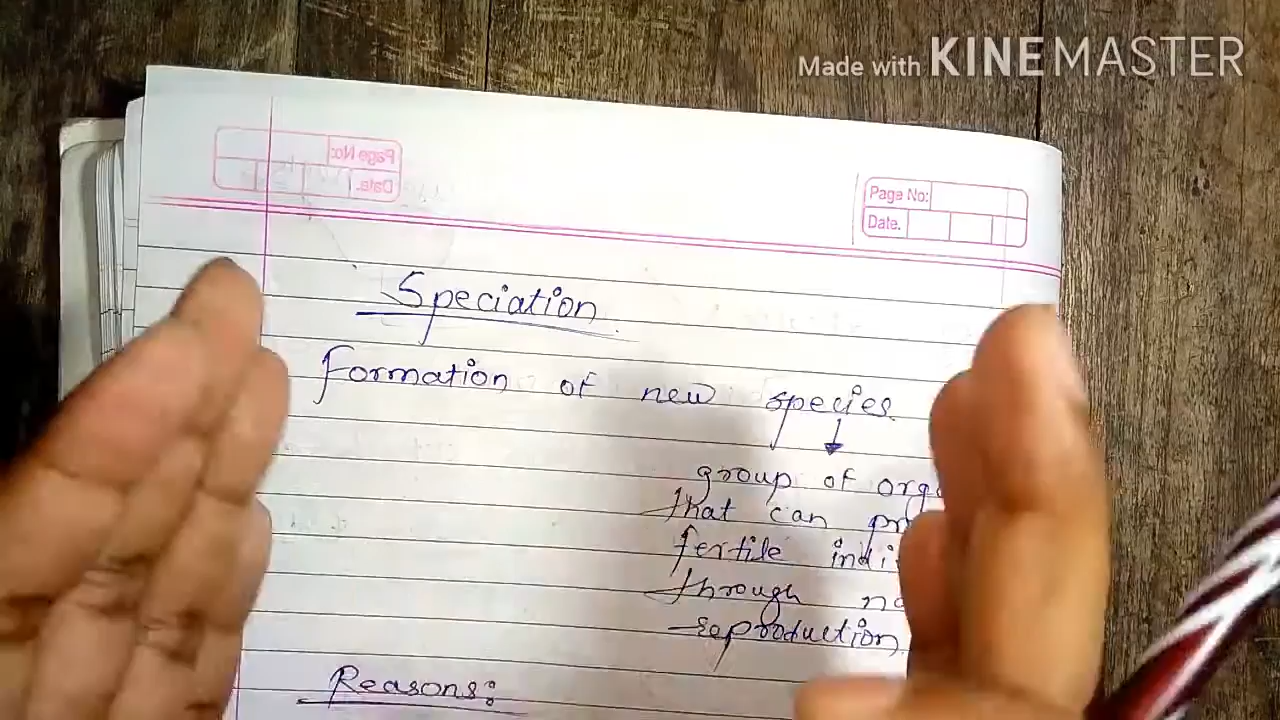 Made with KINEMASTER
Page No:
Date.
Page No:
Date.
Speciation
Formation of new species
group of
that can
fertile
through
reproduction
Reasons: